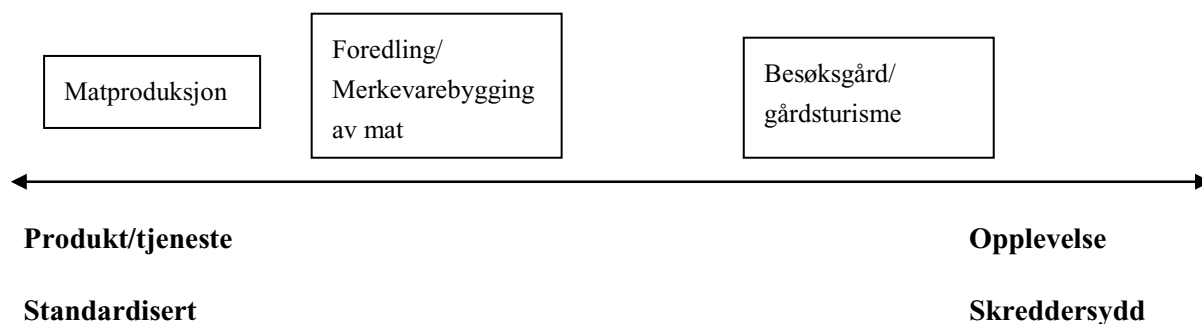 Matproduksjon
Foredling/
Merkevarebygging
av mat
Besøksgård/
gårdsturisme
Produkt/tjeneste
Opplevelse
Standardisert
Skreddersydd